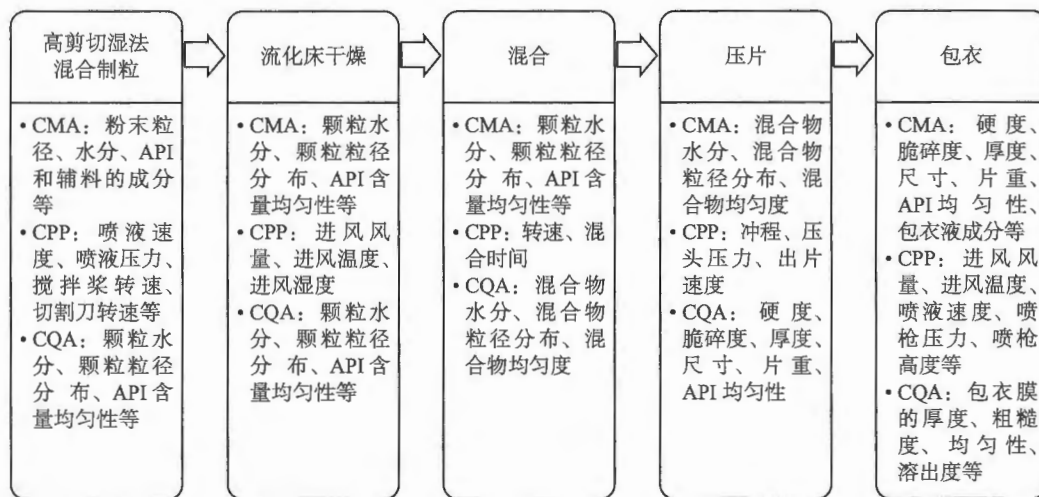 高剪切湿法
混合制粒
• CMA：粉末粒
径、水分、API
和辅料的成分
等
• CPP：喷液速
度、喷液压力、
搅拌浆转速、
切割刀转速等
• CQA：颗粒水
分、颗粒粒径
分布、API含
量均匀性等
流化床干燥
• CMA：颗粒水
分、颗粒粒径
分布、API含
量均匀性等
• CPP：进风风
量、进风温度、
进风湿度
• CQA：颗粒水
分、颗粒粒径
分布、API含
量均匀性等
混合
• CMA：颗粒水
分、颗粒粒径
分布、API含
量均匀性等
• CPP：转速、混
合时间
• CQA：混合物
水分、混合物
粒径分布、混
合物均匀度
压片
• CMA：混合物
水分、混合物
粒径分布、混
合物均匀度
• CPP：冲程、压
头压力、出片
速度
• CQA：硬度、
脆碎度、厚度、
尺寸、片重、
API均匀性
包衣
• CMA：硬度、
脆碎度、厚度、
尺寸、片重、
API均匀性、
包衣液成分等
• CPP：进风风
量、进风温度、
喷液速度、喷
枪压力、喷枪
高度等
• CQA：包衣膜
的厚度、粗糙
度、均匀性、
溶出度等